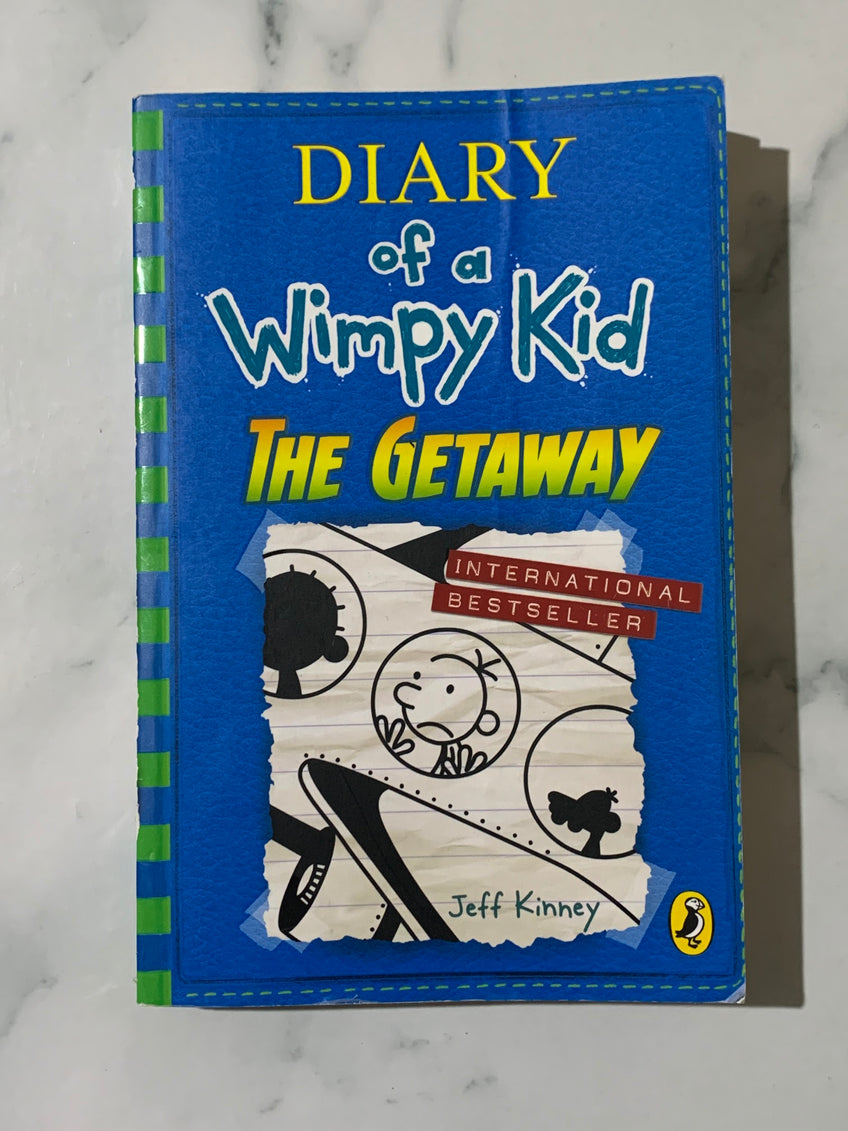 DIARY
of a
Wimpy Kid
THE GETAWAY
INTERNATIONAL
BESTSELLER
Jeff Kinney